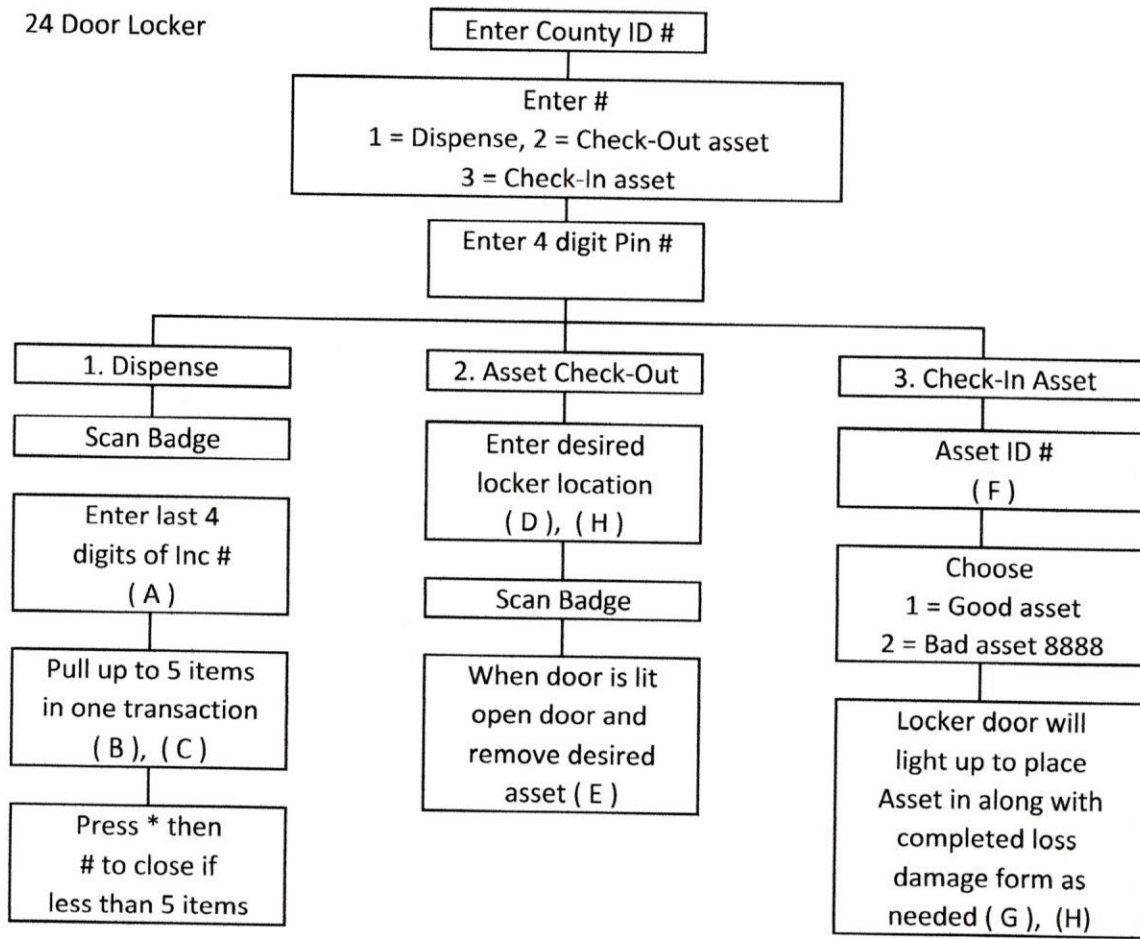 24 Door Locker
Enter County ID #
Enter #
1 = Dispense, 2 = Check-Out asset
3 = Check-In asset
Enter 4 digit Pin #
1. Dispense
Scan Badge
Enter last 4
digits of Inc #
( A )
Pull up to 5 items
in one transaction
( B ), ( C )
Press * then
# to close if
less than 5 items
2. Asset Check-Out
Enter desired
locker location
( D ), ( H )
Scan Badge
When door is lit
open door and
remove desired
asset ( E )
3. Check-In Asset
Asset ID #
( F )
Choose
1 = Good asset
2 = Bad asset 8888
Locker door will
light up to place
Asset in along with
completed loss
damage form as
needed ( G ), (H)